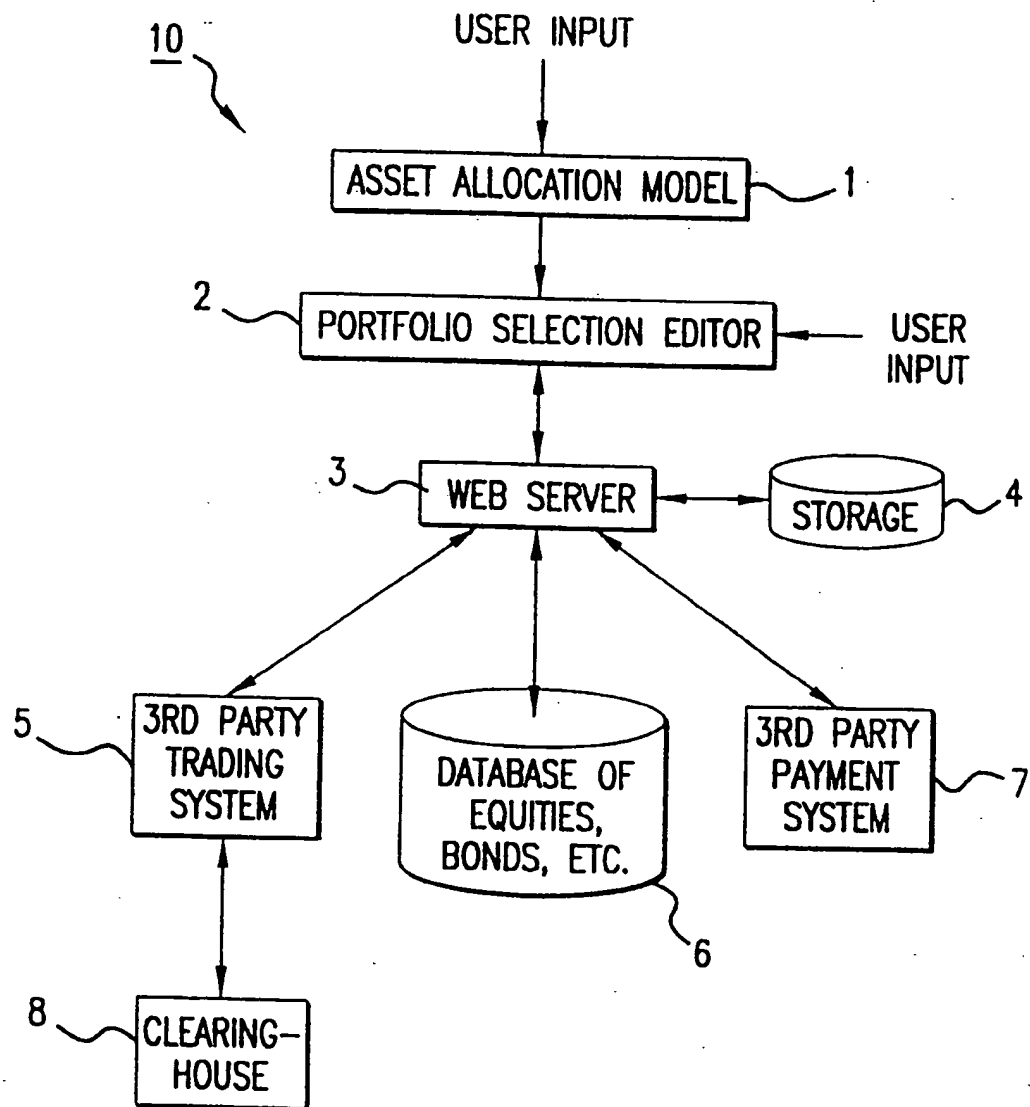 10
USER INPUT
ASSET ALLOCATION MODEL
1
2
PORTFOLIO SELECTION EDITOR
USER
INPUT
3
WEB SERVER
STORAGE
4
5
3RD PARTY
TRADING
SYSTEM
DATABASE OF
EQUITIES,
BONDS, ETC.
6
3RD PARTY
PAYMENT
SYSTEM
7
8
CLEARING-
HOUSE